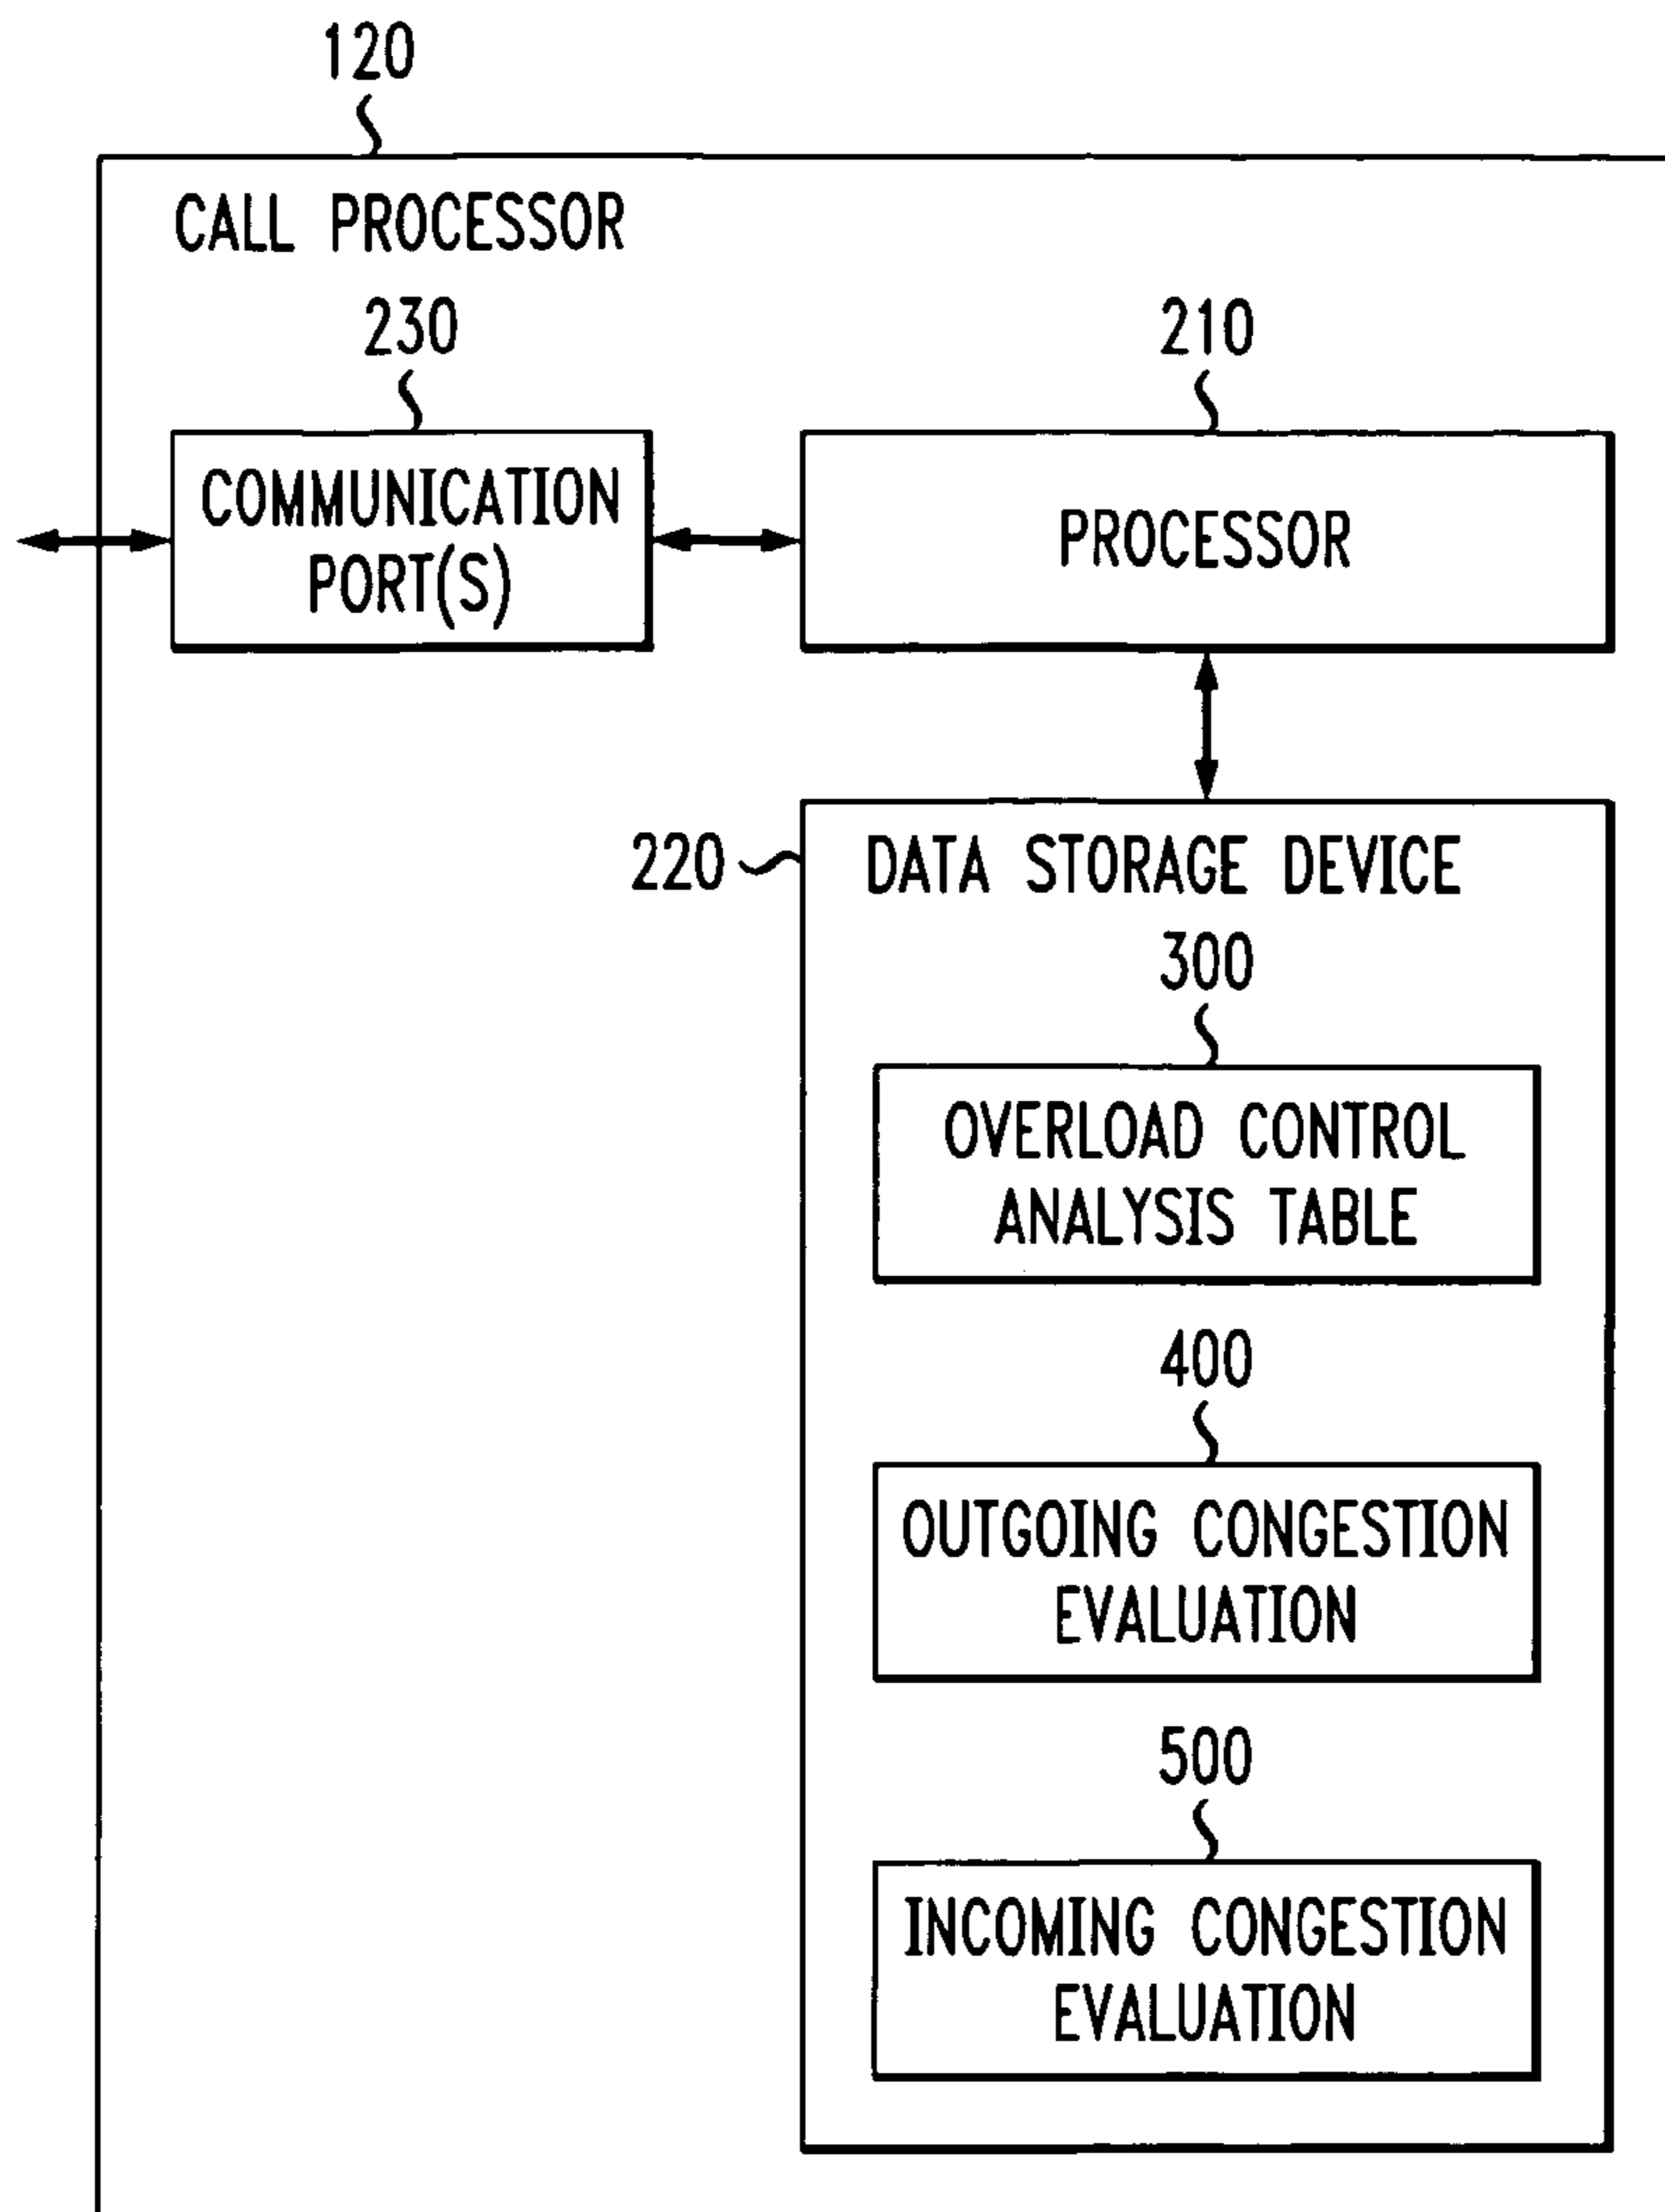 120
CALL PROCESSOR
230
210
COMMUNICATION
PORT(S)
PROCESSOR
220
DATA STORAGE DEVICE
300
OVERLOAD CONTROL
ANALYSIS TABLE
400
OUTGOING CONGESTION
EVALUATION
500
INCOMING CONGESTION
EVALUATION